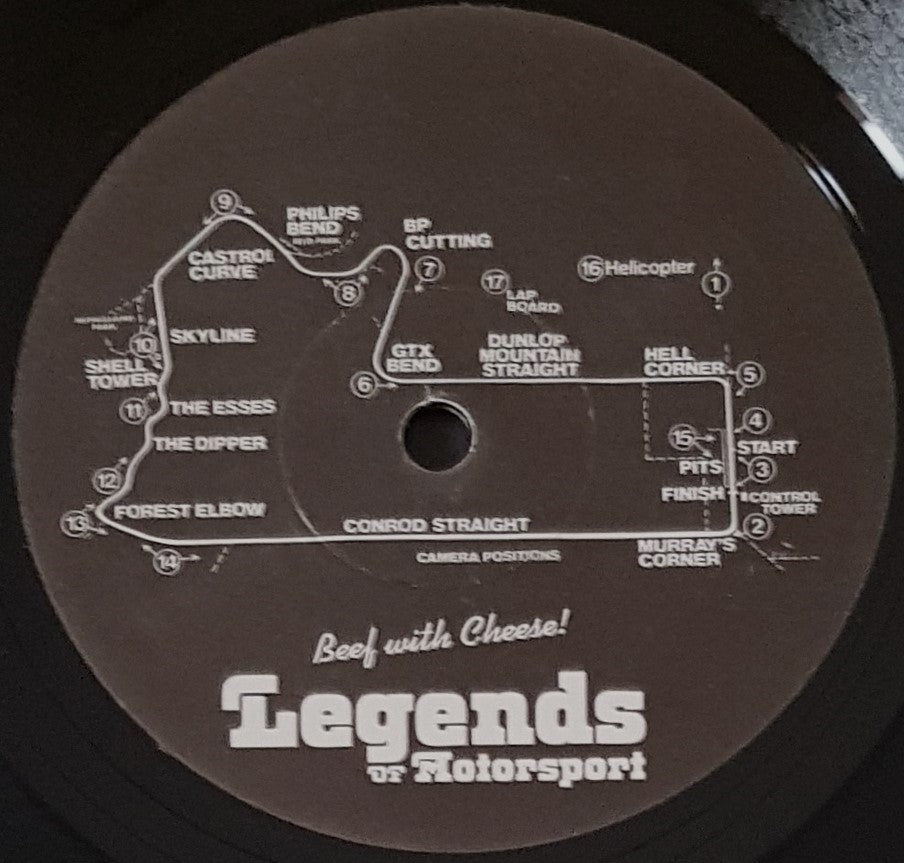 9
PHILIPS
BEND
BP
CUTTING
CASTROL
CURVE
8
7
17
LAP
BOARD
16 Helicopter
1
10
SKYLINE
SHELL
TOWER
GTX
BEND
6
DUNLOP
MOUNTAIN
STRAIGHT
HELL
CORNER
5
11
THE ESSES
THE DIPPER
4
15
START
PITS
3
12
FINISH
CONTROL
TOWER
13
FOREST ELBOW
CONROD STRAIGHT
2
14
CAMERA POSITIONS
MURRAY'S
CORNER
Beef with Cheese!
Legends
OF Motorsport